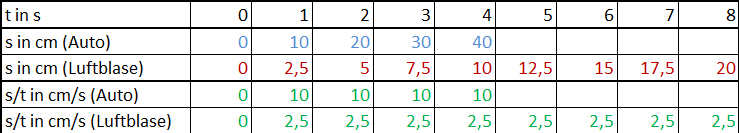 t in s 0 1 2 3 4 5 6 7 8
s in cm (Auto) 0 10 20 30 40
s in cm (Luftblase) 0 2,5 5 7,5 10 12,5 15 17,5 20
s/t in cm/s (Auto) 0 10 10 10 10
s/t in cm/s (Luftblase) 0 2,5 2,5 2,5 2,5 2,5 2,5 2,5 2,5